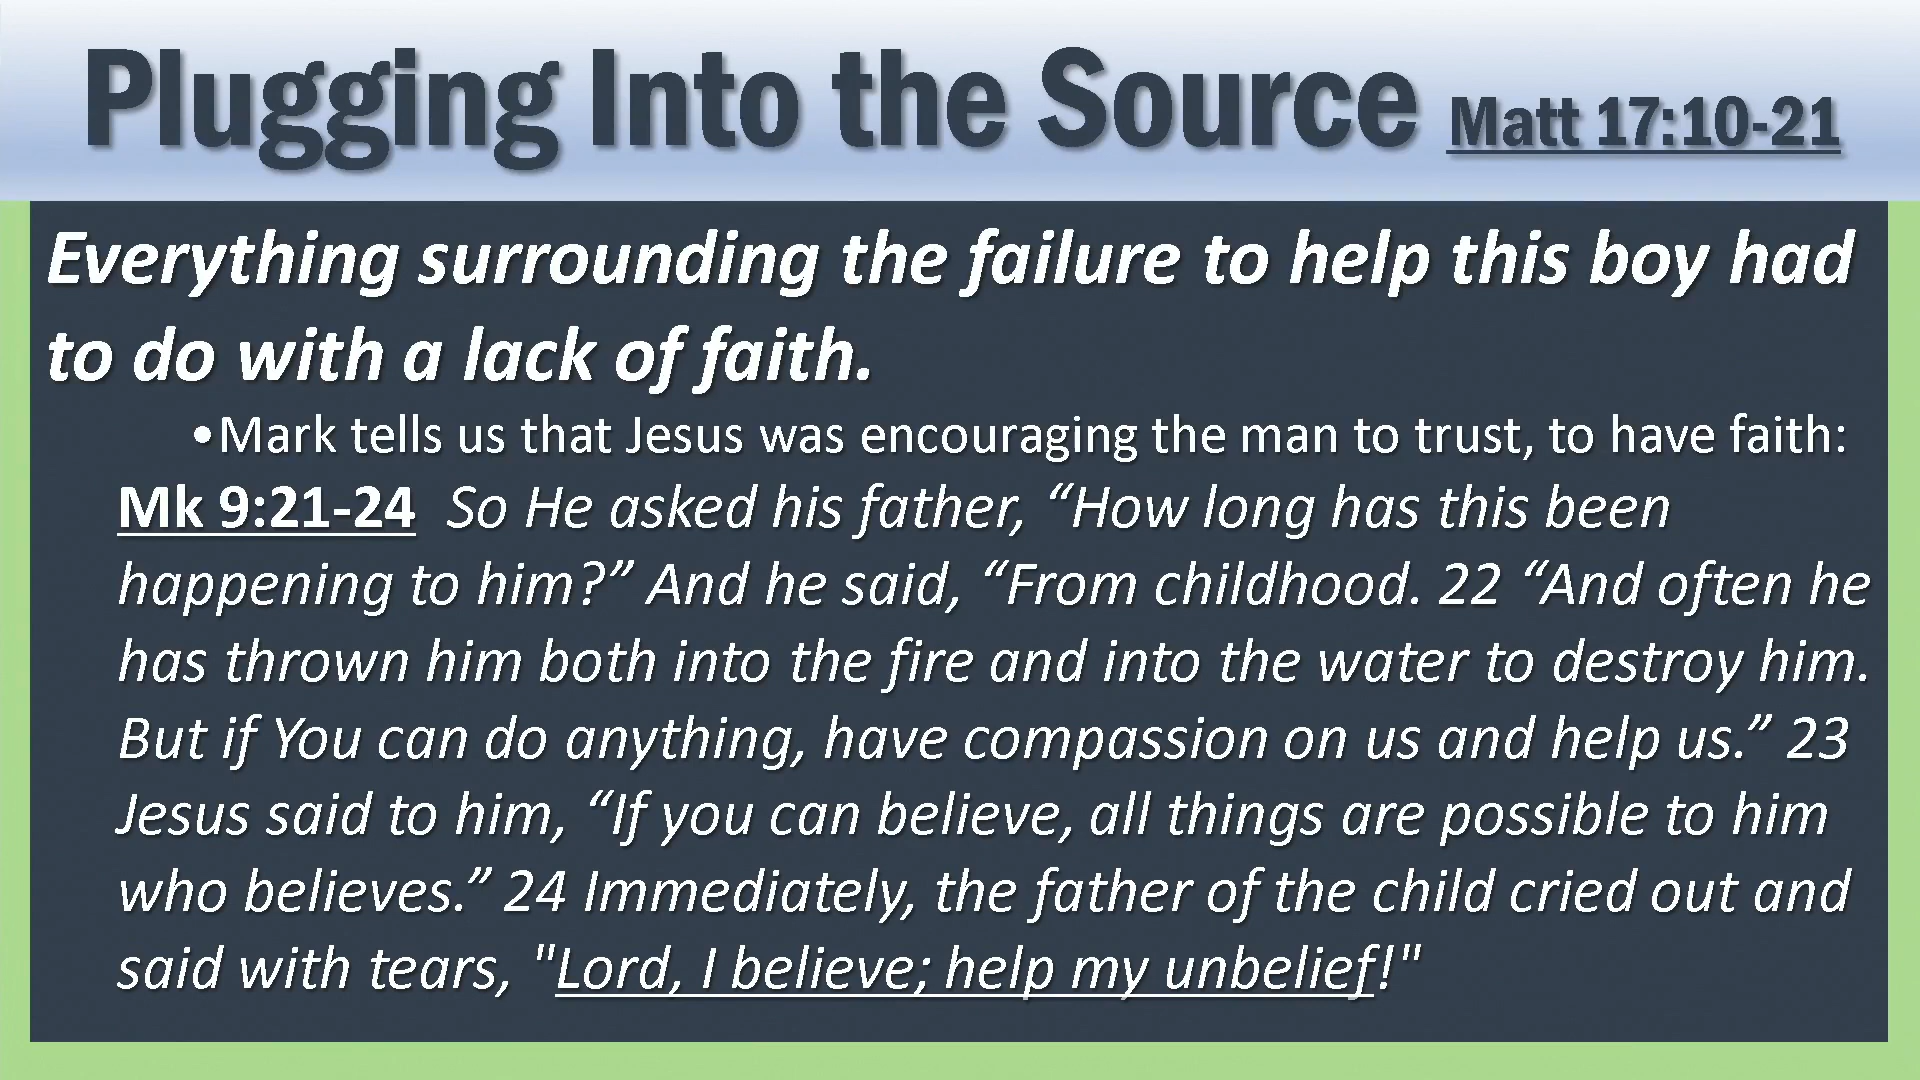 Plugging Into the Source Matt 17:10-21
Everything surrounding the failure to help this boy had
to do with a lack of faith.
•Mark tells us that Jesus was encouraging the man to trust, to have faith:
Mk 9:21-24 So He asked his father, “How long has this been
happening to him?” And he said, “From childhood. 22 “And often he
has thrown him both into the fire and into the water to destroy him.
But if You can do anything, have compassion on us and help us.” 23
Jesus said to him, “If you can believe, all things are possible to him
who believes.” 24 Immediately, the father of the child cried out and
said with tears, "Lord, I believe; help my unbelief!"